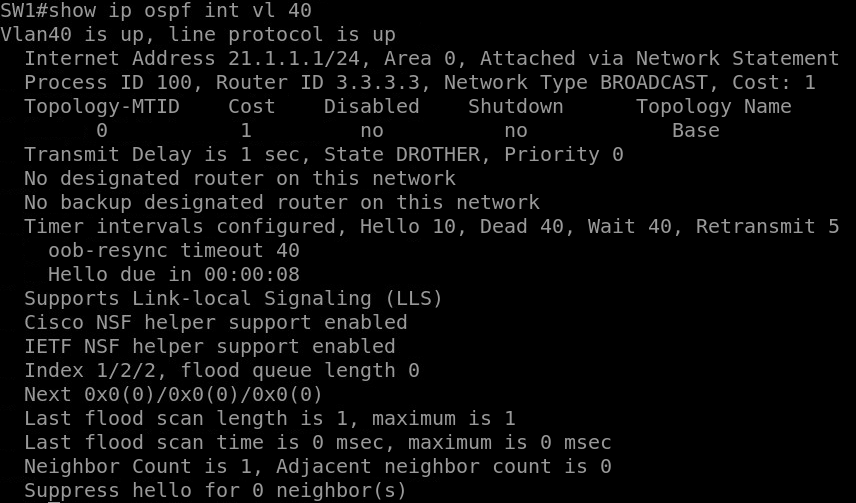 SW1#show ip ospf int vl 40
Vlan40 is up, line protocol is up
  Internet Address 21.1.1.1/24, Area 0, Attached via Network Statement
  Process ID 100, Router ID 3.3.3.3, Network Type BROADCAST, Cost: 1
  Topology-MTID    Cost    Disabled    Shutdown      Topology Name
        0           1         no          no            Base
  Transmit Delay is 1 sec, State DROTHER, Priority 0
  No designated router on this network
  No backup designated router on this network
  Timer intervals configured, Hello 10, Dead 40, Wait 40, Retransmit 5
    oob-resync timeout 40
    Hello due in 00:00:08
  Supports Link-local Signaling (LLS)
  Cisco NSF helper support enabled
  IETF NSF helper support enabled
  Index 1/2/2, flood queue length 0
  Next 0x0(0)/0x0(0)/0x0(0)
  Last flood scan length is 1, maximum is 1
  Last flood scan time is 0 msec, maximum is 0 msec
  Neighbor Count is 1, Adjacent neighbor count is 0
  Suppress hello for 0 neighbor(s)